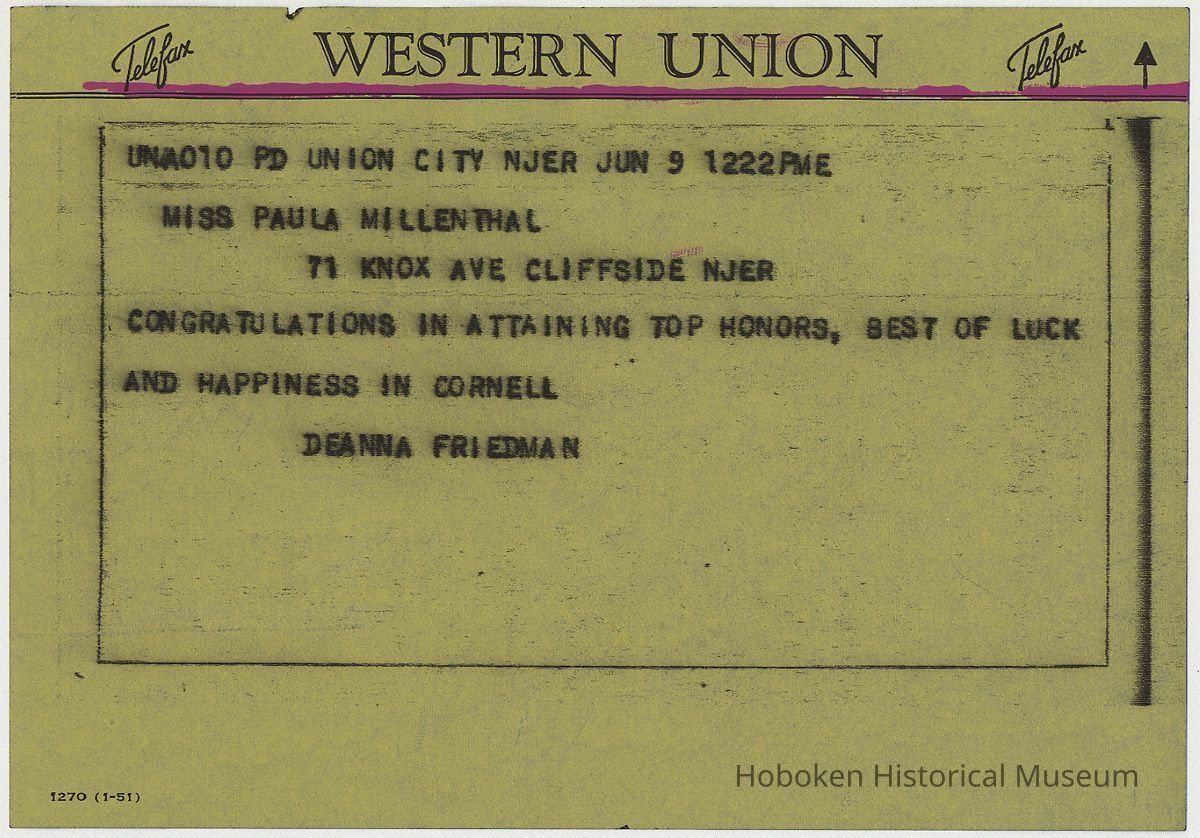 Telefax WESTERN UNION Telefax
UNA010 PD UNION CITY NJER JUN 9 1222PME
MISS PAULA MILLENTHAL
71 KNOX AVE CLIFFSIDE NJER
CONGRATULATIONS IN ATTAINING TOP HONORS, BEST OF LUCK
AND HAPPINESS IN CORNELL
DEANNA FRIEDMAN
Hoboken Historical Museum
1270 (1-51)